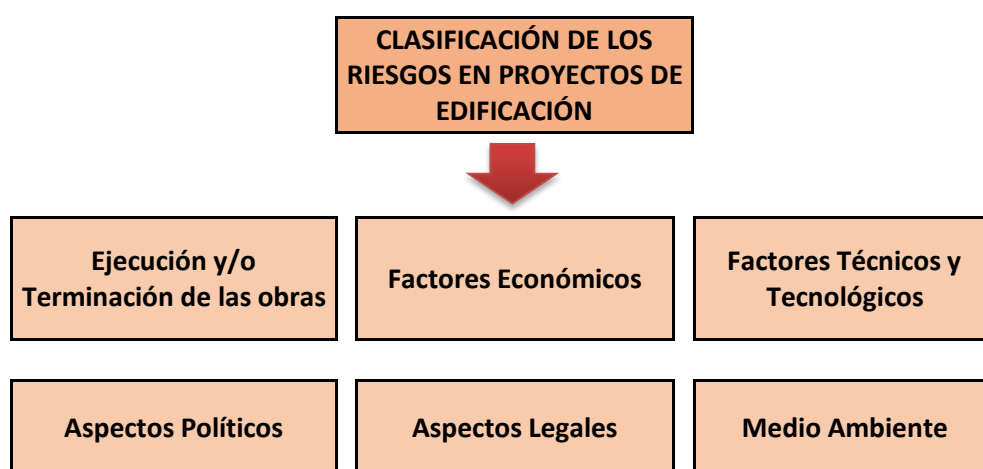 CLASIFICACIÓN DE LOS
RIESGOS EN PROYECTOS DE
EDIFICACIÓN
Ejecución y/o
Terminación de las obras
Factores Económicos
Factores Técnicos y
Tecnológicos
Aspectos Políticos
Aspectos Legales
Medio Ambiente